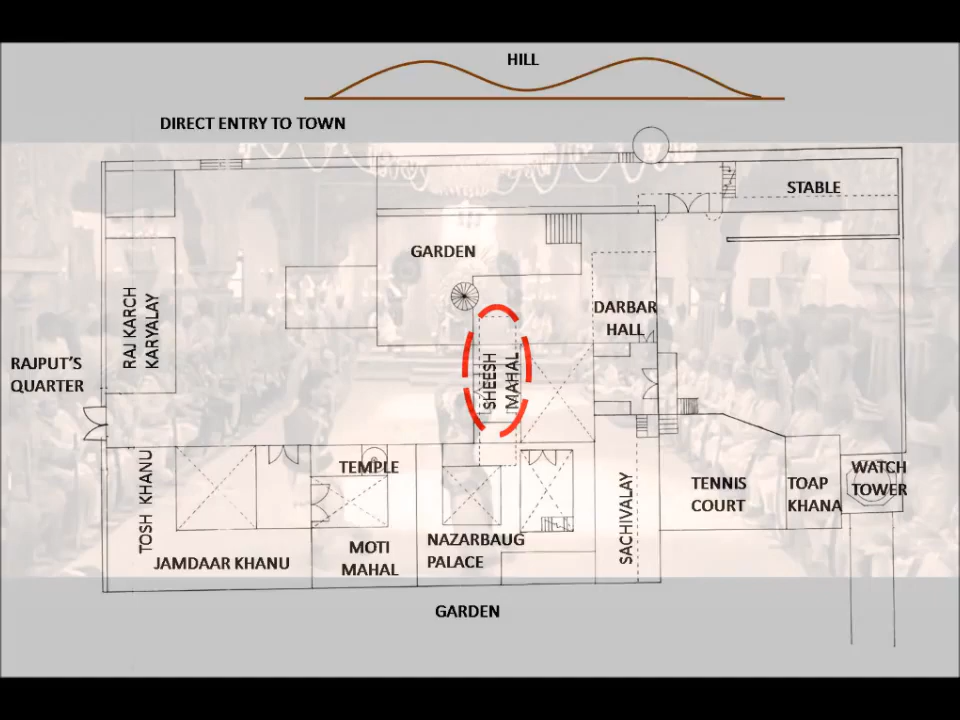 HILL
DIRECT ENTRY TO TOWN
STABLE
GARDEN
RAJ KARCH
KARYALAY
DARBAR
HALL
RAJPUT'S
QUARTER
SHEESH
MAHAL
TOSH KHANU
TEMPLE
SACHIVALAY
TENNIS
COURT
TOAP
KHANA
WATCH
TOWER
JAMDAAR KHANU
MOTI
MAHAL
NAZARBAUG
PALACE
GARDEN